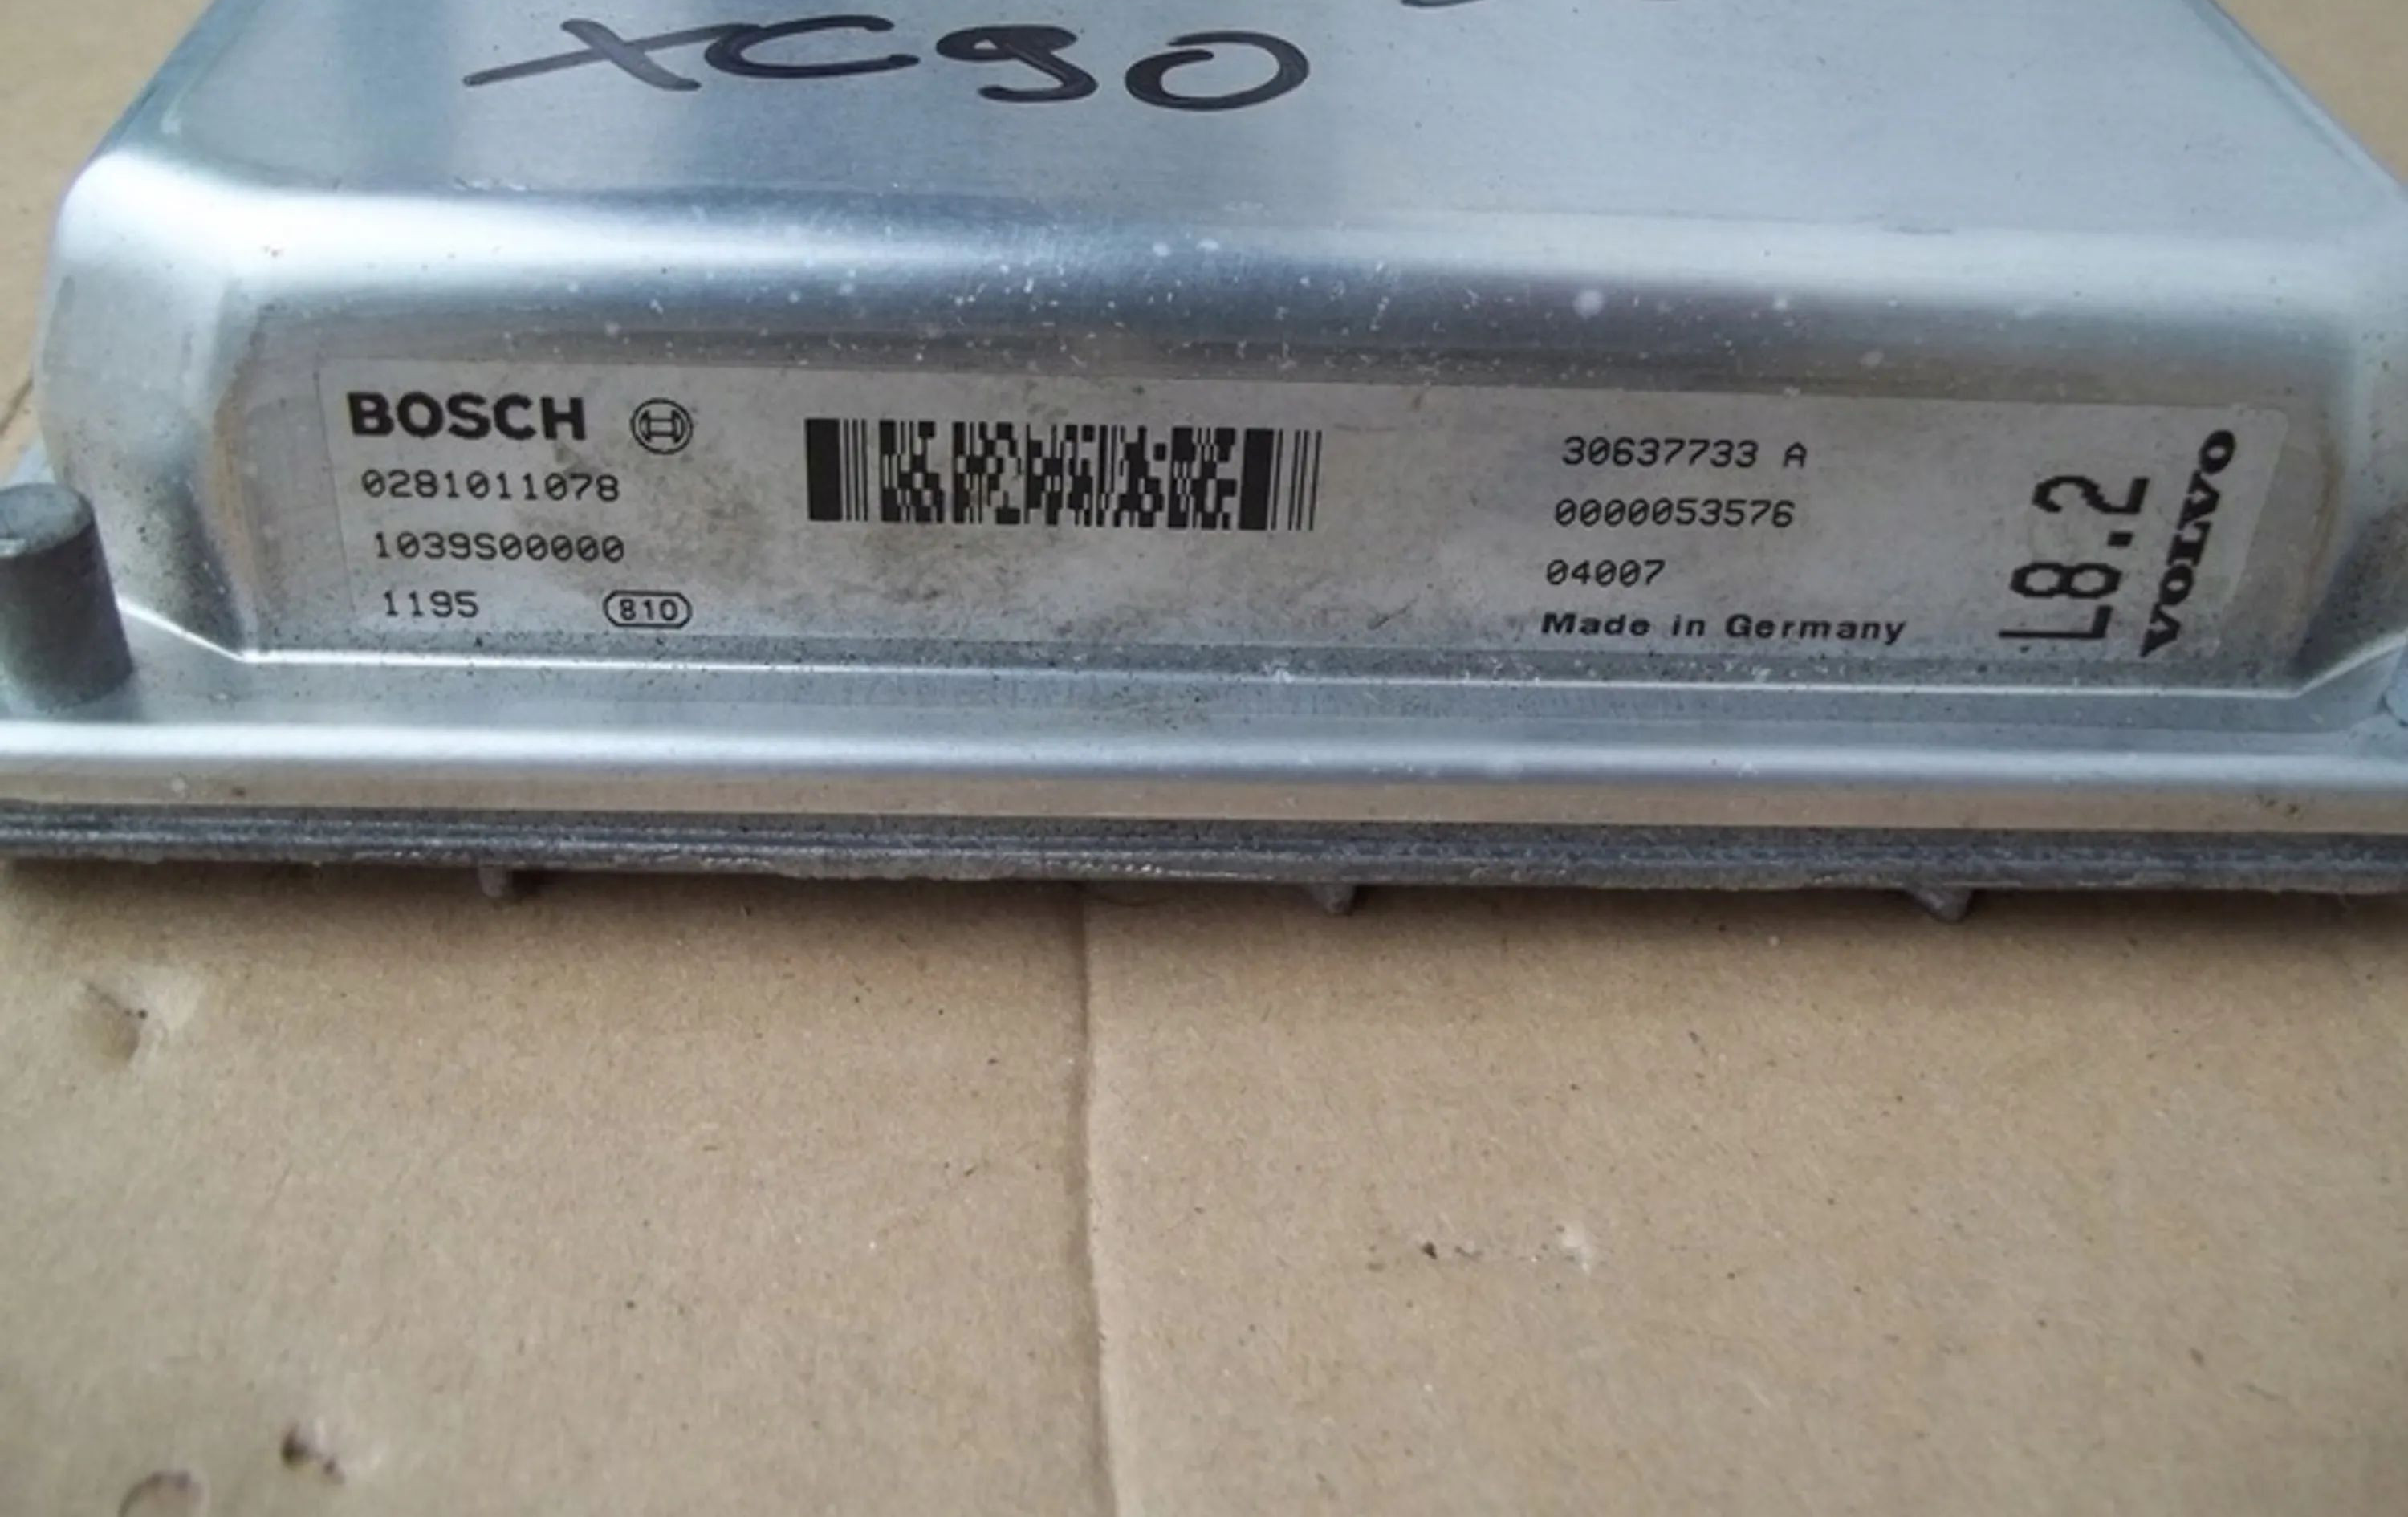 XC90
BOSCH
0281011078
1039S00000
1195
810
30637733 A
0000053576
04007
Made in Germany
L8.2
VOLVO